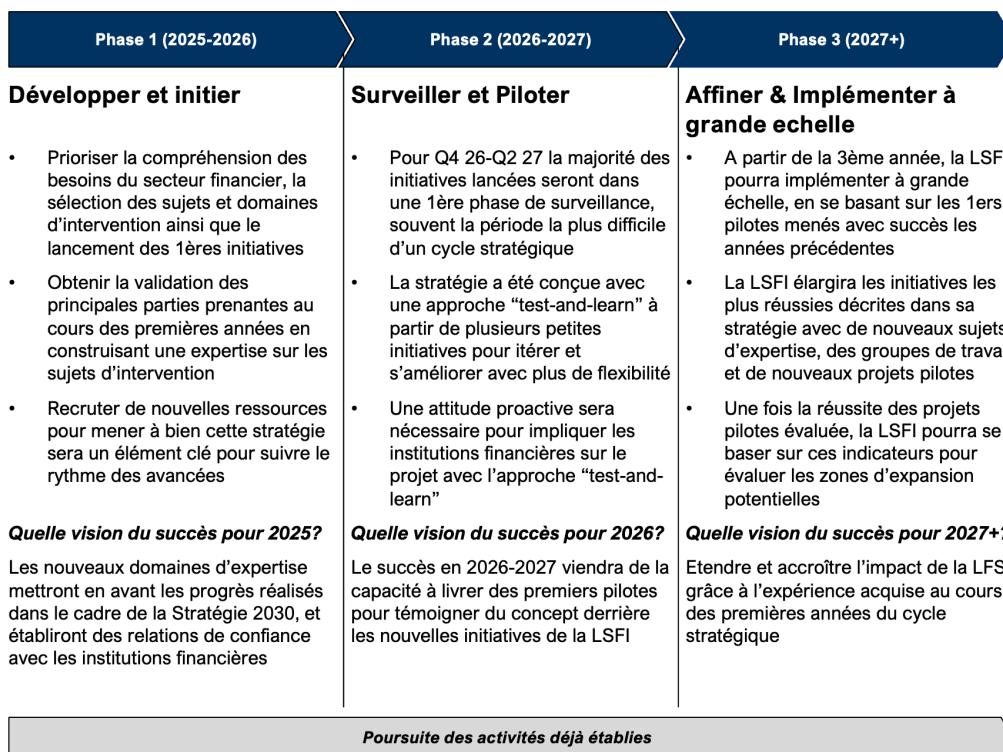 Phase 1 (2025-2026)
Phase 2 (2026-2027)
Phase 3 (2027+)
Développer et initier
• Prioriser la compréhension des
besoins du secteur financier, la
sélection des sujets et domaines
d’intervention ainsi que le
lancement des 1ères initiatives
• Obtenir la validation des
principales parties prenantes au
cours des premières années en
construisant une expertise sur les
sujets d’intervention
• Recruter de nouvelles ressources
pour mener à bien cette stratégie
sera un élément clé pour suivre le
rythme des avancées
Quelle vision du succès pour 2025?
Les nouveaux domaines d’expertise
mettront en avant les progrès réalisés
dans le cadre de la Stratégie 2030, et
établiront des relations de confiance
avec les institutions financières
Surveiller et Piloter
• Pour Q4 26-Q2 27 la majorité des
initiatives lancées seront dans
une 1ère phase de surveillance,
souvent la période la plus difficile
d’un cycle stratégique
• La stratégie a été conçue avec
une approche “test-and-learn” à
partir de plusieurs petites
initiatives pour itérer et
s’améliorer avec plus de flexibilité
• Une attitude proactive sera
nécessaire pour impliquer les
institutions financières sur le
projet avec l’approche “test-and-
learn”
Quelle vision du succès pour 2026?
Le succès en 2026-2027 viendra de la
capacité à livrer des premiers pilotes
pour témoigner du concept derrière
les nouvelles initiatives de la LSFI
Affiner & Implémenter à
grande echelle
• A partir de la 3ème année, la LSF
pourra implémenter à grande
échelle, en se basant sur les 1ers
pilotes menés avec succès les
années précédentes
• La LSFI élargira les initiatives les
plus réussies décrites dans sa
stratégie avec de nouveaux sujets
d’expertise, des groupes de trava
et de nouveaux projets pilotes
• Une fois la réussite des projets
pilotes évaluée, la LSFI pourra se
baser sur ces indicateurs pour
évaluer les zones d’expansion
potentielles
Quelle vision du succès pour 2027+?
Etendre et accroître l’impact de la LFS
grâce à l’expérience acquise au cours
des premières années du cycle
stratégique
Poursuite des activités déjà établies